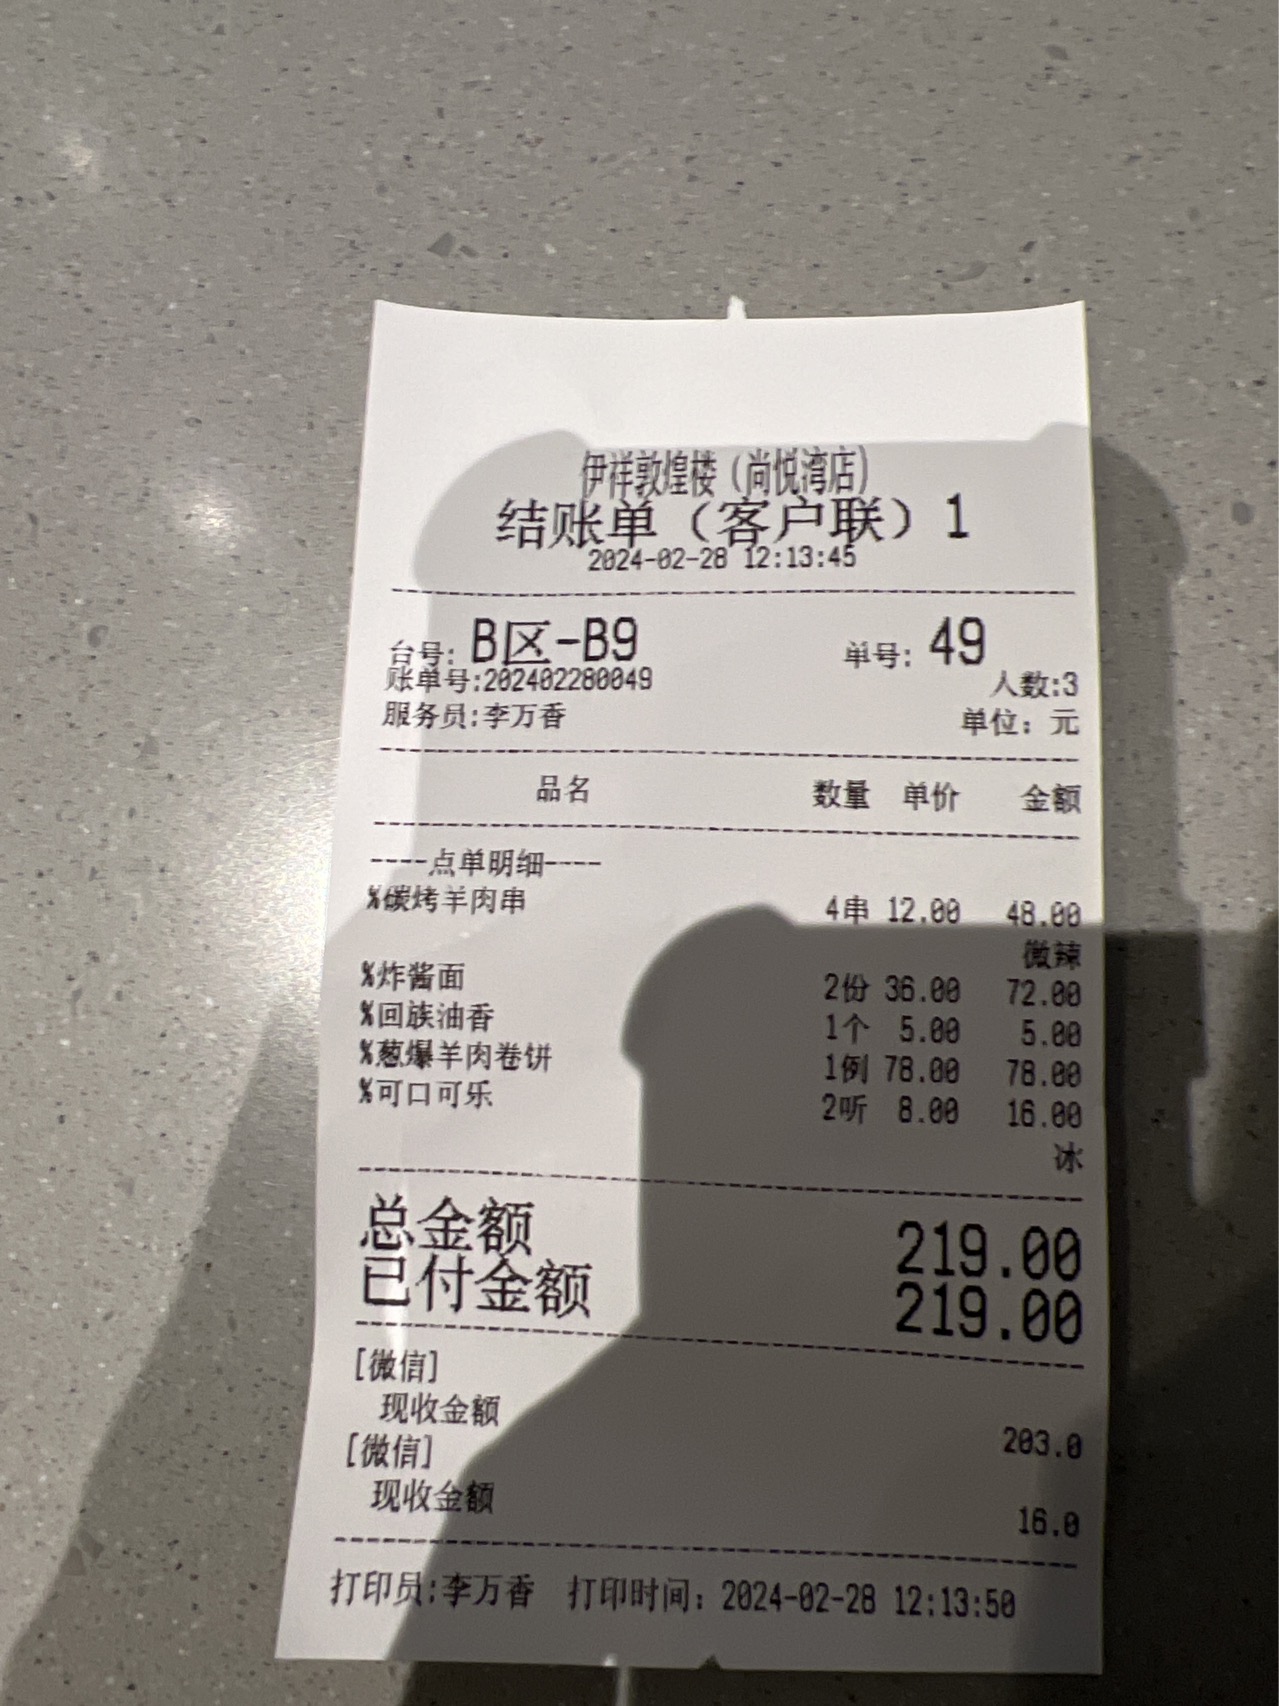 伊祥敦煌楼（尚悦湾店）
结账单（客户联）1
2024-02-28 12:13:45
台号: B区-B9 单号: 49
账单号:202402280049 人数:3
服务员:李万香 单位: 元
品名 数量 单价 金额
----点单明细----
%碳烤羊肉串 4串 12.00 48.00
微辣
%炸酱面 2份 36.00 72.00
%回族油香 1个 5.00 5.00
%葱爆羊肉卷饼 1例 78.00 78.00
%可口可乐 2听 8.00 16.00
冰
总金额 219.00
已付金额 219.00
[微信]
现收金额 203.0
[微信]
现收金额 16.0
打印员:李万香 打印时间: 2024-02-28 12:13:50